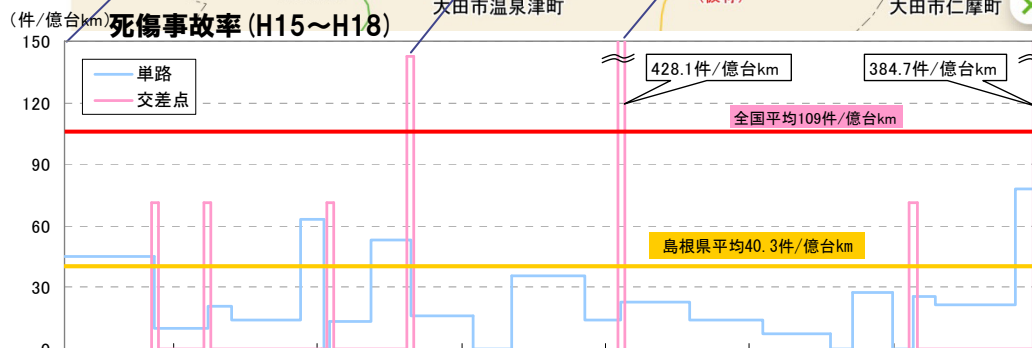 (件/億台km)
死傷事故率(H15～H18)
大田市温泉津町
大田市仁摩町
150
120
90
60
30
0
単路
交差点
428.1件/億台km
384.7件/億台km
全国平均109件/億台km
島根県平均40.3件/億台km